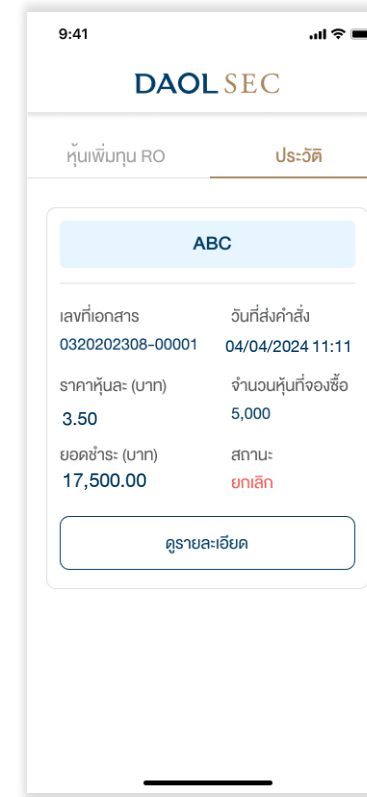 9:41
DAOL SEC
หุ้นเพิ่มทุน RO
ประวัติ
ABC
เลขที่เอกสาร
วันที่ส่งคำสั่ง
0320202308-00001
04/04/2024 11:11
ราคาหุ้นละ (บาท)
จำนวนหุ้นที่จองซื้อ
3.50
5,000
ยอดชำระ (บาท)
สถานะ
17,500.00
ยกเลิก
ดูรายละเอียด